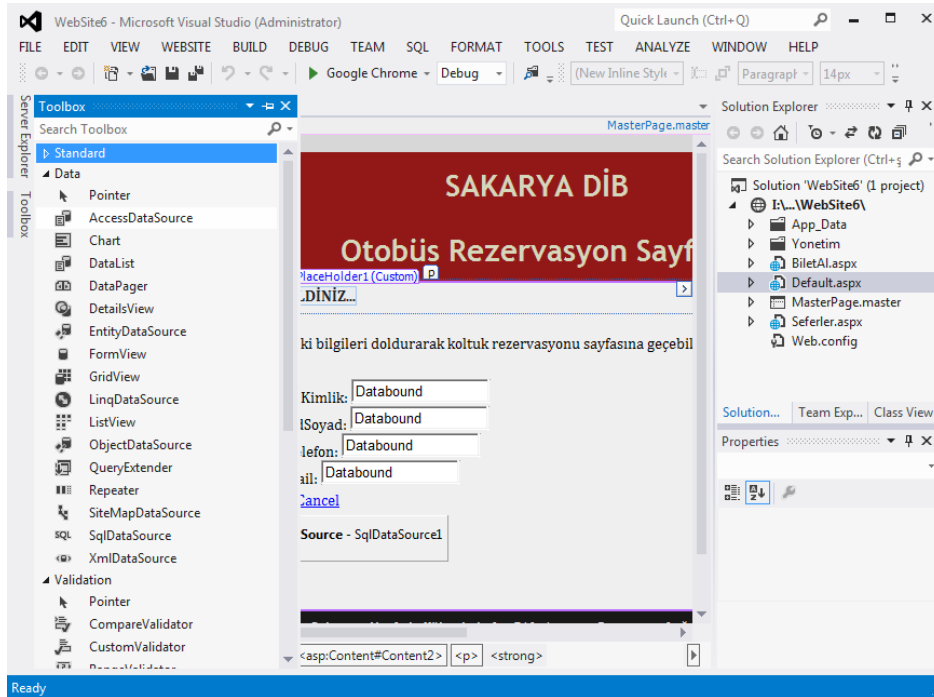 WebSite6 - Microsoft Visual Studio (Administrator)
Quick Launch (Ctrl+Q)
FILE EDIT VIEW WEBSITE BUILD DEBUG TEAM SQL FORMAT TOOLS TEST ANALYZE WINDOW HELP
Google Chrome Debug (New Inline Style Paragraph 14px
Server Explorer
Toolbox
Toolbox
Search Toolbox
Standard
Data
Pointer
AccessDataSource
Chart
DataList
DataPager
DetailsView
EntityDataSource
FormView
GridView
LinqDataSource
ListView
ObjectDataSource
QueryExtender
Repeater
SiteMapDataSource
SQL SqlDataSource
XmlDataSource
Validation
Pointer
CompareValidator
CustomValidator
RangeValidator
MasterPage.master
SAKARYA DİB
Otobüs Rezervasyon Sayf
PlaceHolder1 (Custom)
LDİNİZ...
ki bilgileri doldurarak koltuk rezervasyonu sayfasına geçebil
Kimlik: Databound
lSoyad: Databound
lefon: Databound
ail: Databound
Cancel
Source - SqlDataSource1
<asp:Content#Content2> <p> <strong>
Solution Explorer
Search Solution Explorer (Ctrl+ş
Solution 'WebSite6' (1 project)
I:\...\WebSite6\
App_Data
Yonetim
BiletAl.aspx
Default.aspx
MasterPage.master
Seferler.aspx
Web.config
Solution... Team Exp... Class View
Properties
Ready